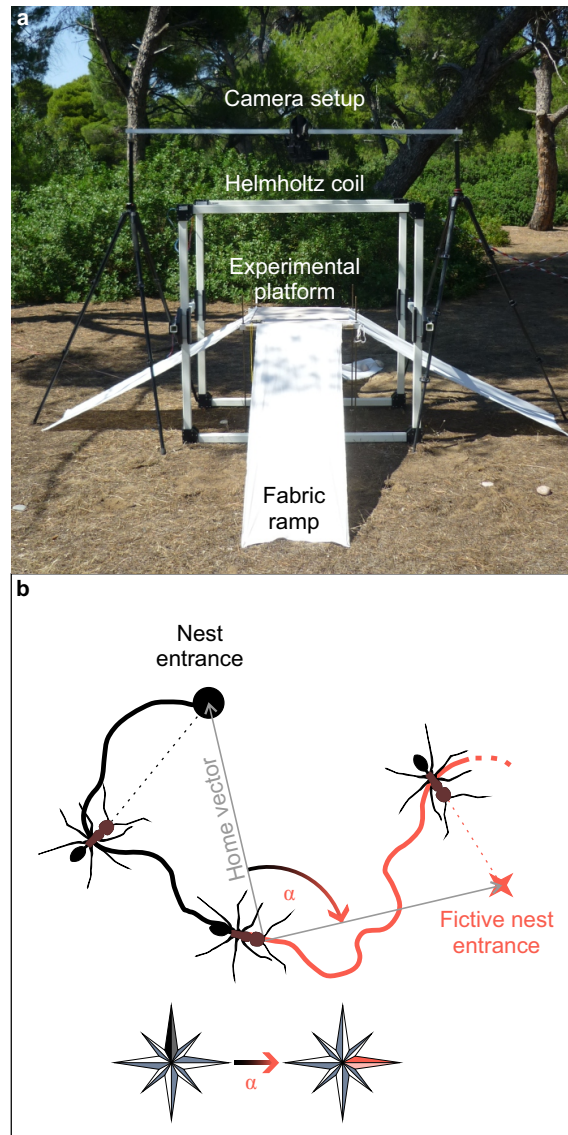 a
Camera setup
Helmholtz coil
Experimental
platform
Fabric
ramp
b
Nest
entrance
Home vector
α
Fictive nest
entrance
α